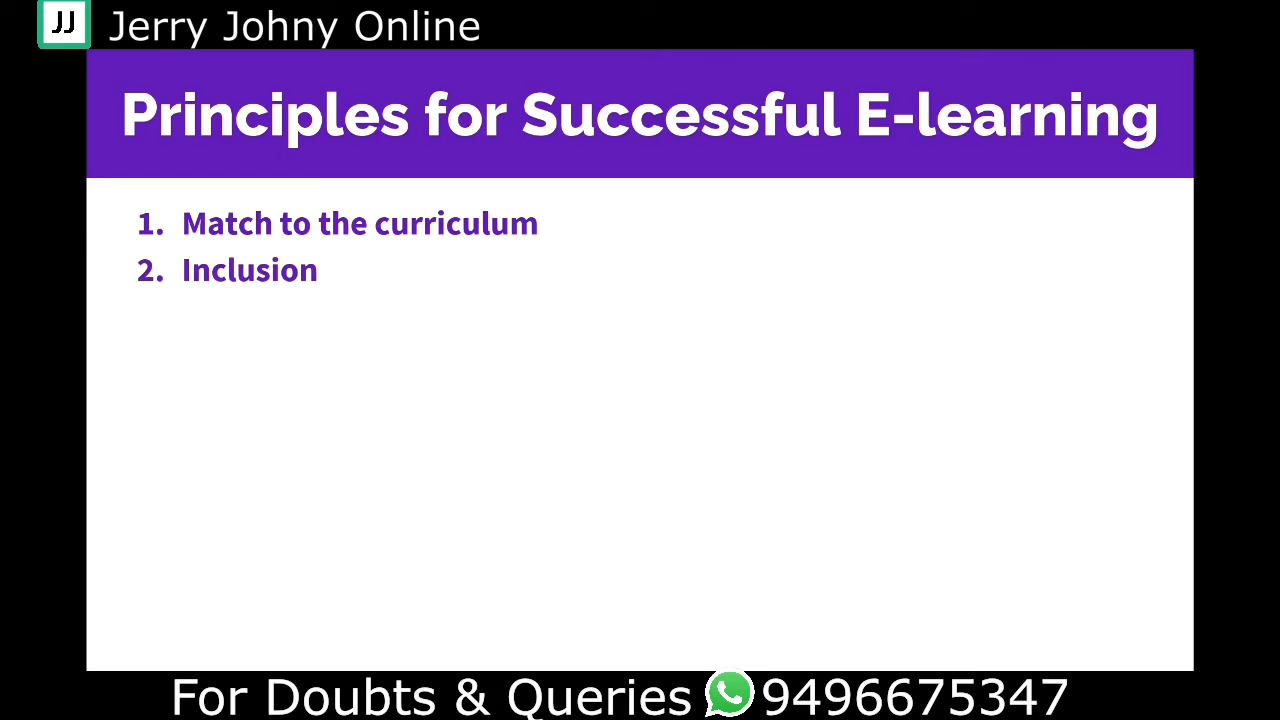 JJ Jerry Johny Online
Principles for Successful E-learning
1. Match to the curriculum
2. Inclusion
For Doubts & Queries 9496675347